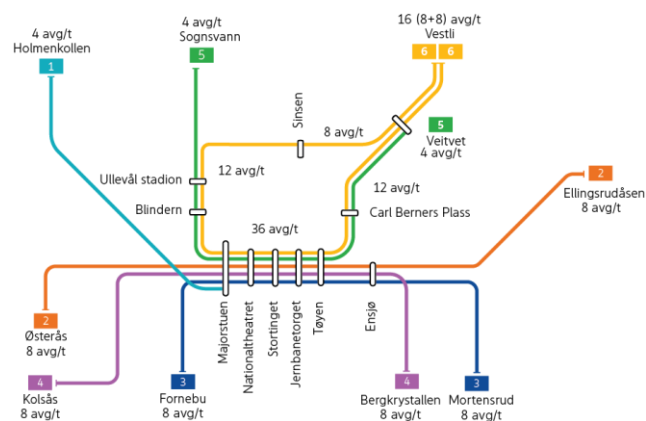 4 avg/t
Holmenkollen
1
4 avg/t
Sognsvann
5
16 (8+8) avg/t
Vestli
6 6
Sinsen
8 avg/t
5
Veitvet
4 avg/t
Ullevål stadion
12 avg/t
Blindern
12 avg/t
Carl Berners Plass
2
Ellingsrudåsen
8 avg/t
36 avg/t
Majorstuen
Nationaltheatret
Stortinget
Jernbanetorget
Tøyen
Ensjø
2
Østerås
8 avg/t
4
Kolsås
8 avg/t
3
Fornebu
8 avg/t
4
Bergkrystallen
8 avg/t
3
Mortensrud
8 avg/t